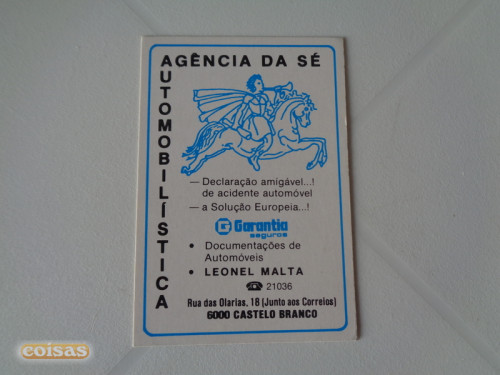 AGÊNCIA DA SÉ
AUTOMOBILÍSTICA
— Declaração amigável...!
de acidente automóvel
— a Solução Europeia...!
G Garantia
seguros
• Documentações de
Automóveis
• LEONEL MALTA
☎ 21036
Rua das Olarias, 18 (Junto aos Correios)
6000 CASTELO BRANCO
coisas